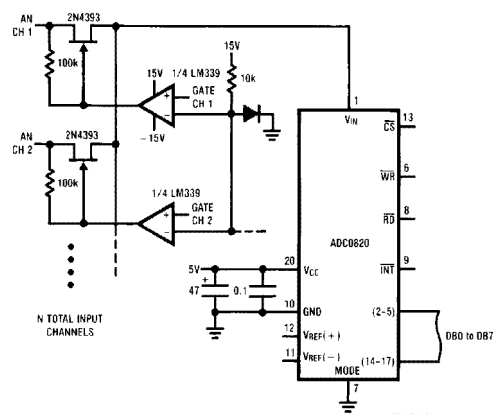 AN
CH 1
2N4393
100k
15V
1/4 LM339
+
−
GATE
CH 1
−15V
15V
10k
AN
CH 2
2N4393
100k
1/4 LM339
+
−
GATE
CH 2
N TOTAL INPUT
CHANNELS
5V
+
47
0.1
1
VIN
20
VCC
10
GND
12
VREF(+)
11
VREF(−)
ADC0820
MODE
7
13
CS
6
WR
8
RD
9
INT
(2–5)
(14–17)
DB0 to DB7